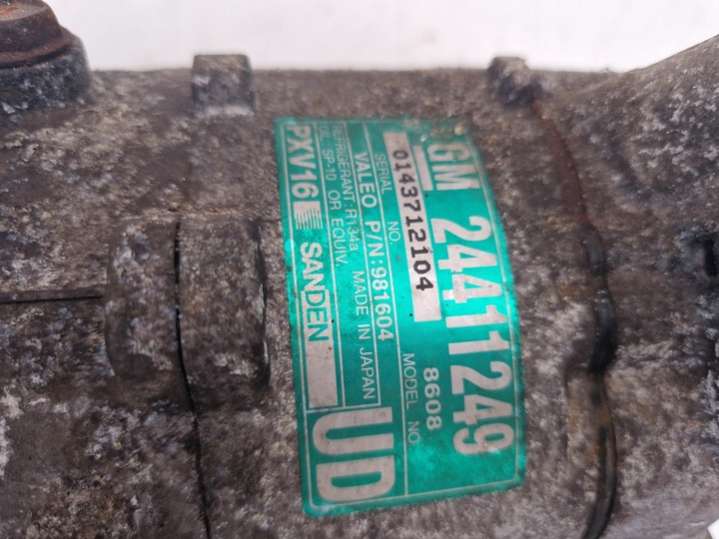 GM 24411249
SERIAL NO. 8608
0143712104 MODEL NO.
VALEO P/N:981604
REFRIGERANT:R134a MADE IN JAPAN
OIL SP-10 OR EQUIV.
PXV16 SANDEN UD